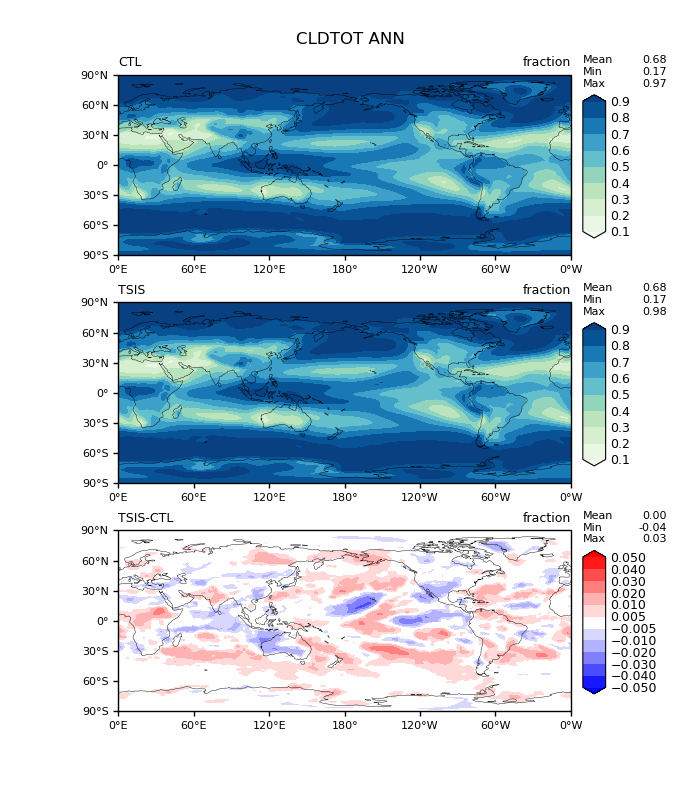 CLDTOT ANN
CTL fraction
Mean 0.68
Min 0.17
Max 0.97
90°N
60°N
30°N
0°
30°S
60°S
90°S
0°E 60°E 120°E 180° 120°W 60°W 0°W
0.9
0.8
0.7
0.6
0.5
0.4
0.3
0.2
0.1
TSIS fraction
Mean 0.68
Min 0.17
Max 0.98
90°N
60°N
30°N
0°
30°S
60°S
90°S
0°E 60°E 120°E 180° 120°W 60°W 0°W
0.9
0.8
0.7
0.6
0.5
0.4
0.3
0.2
0.1
TSIS-CTL fraction
Mean 0.00
Min -0.04
Max 0.03
90°N
60°N
30°N
0°
30°S
60°S
90°S
0°E 60°E 120°E 180° 120°W 60°W 0°W
0.050
0.040
0.030
0.020
0.010
0.005
−0.005
−0.010
−0.020
−0.030
−0.040
−0.050